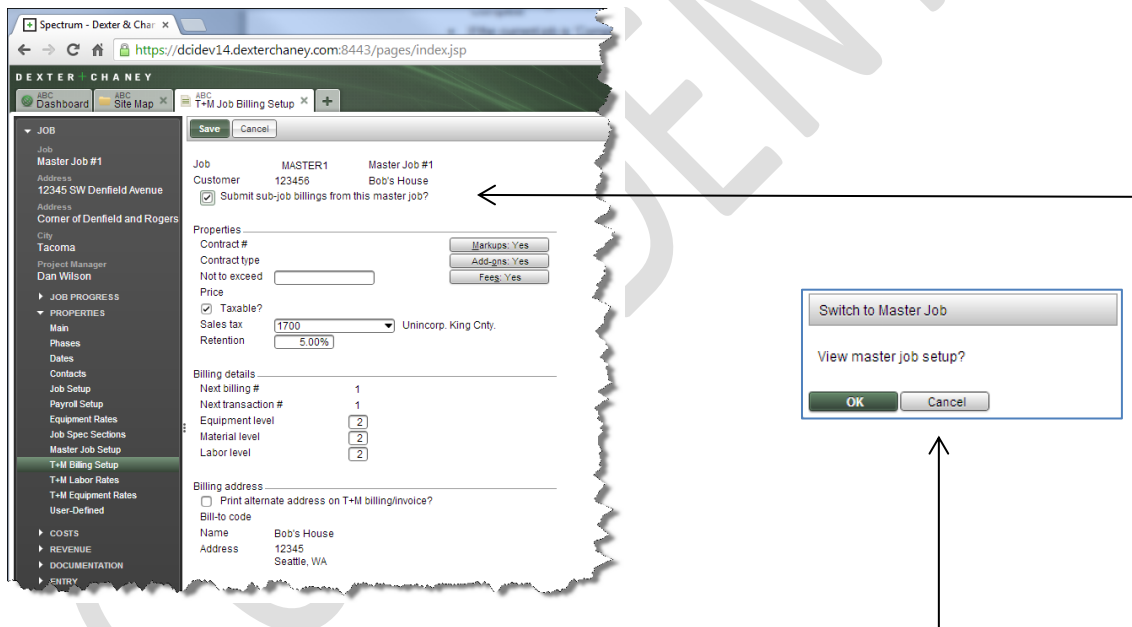 Spectrum - Dexter & Char ×
https://dcidev14.dexterchaney.com:8443/pages/index.jsp
DEXTER+CHANEY
ABC Dashboard
ABC Site Map ×
ABC T+M Job Billing Setup ×
+
JOB
Job
Master Job #1
Address
12345 SW Denfield Avenue
Address
Corner of Denfield and Rogers
City
Tacoma
Project Manager
Dan Wilson
JOB PROGRESS
PROPERTIES
Main
Phases
Dates
Contacts
Job Setup
Payroll Setup
Equipment Rates
Job Spec Sections
Master Job Setup
T+M Billing Setup
T+M Labor Rates
T+M Equipment Rates
User-Defined
COSTS
REVENUE
DOCUMENTATION
ENTRY
Save Cancel
Job MASTER1 Master Job #1
Customer 123456 Bob's House
Submit sub-job billings from this master job?
Properties
Contract # Markups: Yes
Contract type Add-ons: Yes
Not to exceed Fees: Yes
Price
Taxable?
Sales tax 1700 Unincorp. King Cnty.
Retention 5.00%
Billing details
Next billing # 1
Next transaction # 1
Equipment level 2
Material level 2
Labor level 2
Billing address
Print alternate address on T+M billing/invoice?
Bill-to code
Name Bob's House
Address 12345
Seattle, WA
Switch to Master Job
View master job setup?
OK Cancel